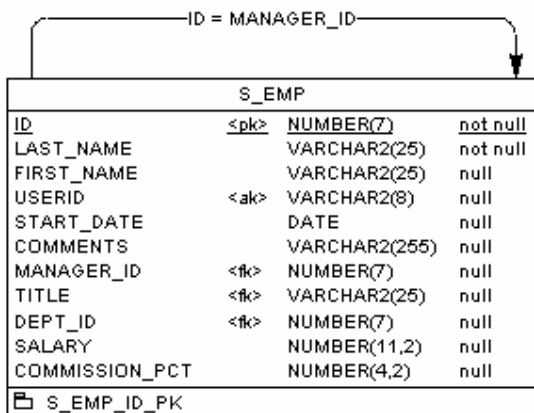 ID = MANAGER_ID
S_EMP
ID <pk> NUMBER(7) not null
LAST_NAME VARCHAR2(25) not null
FIRST_NAME VARCHAR2(25) null
USERID <ak> VARCHAR2(8) null
START_DATE DATE null
COMMENTS VARCHAR2(255) null
MANAGER_ID <fk> NUMBER(7) null
TITLE <fk> VARCHAR2(25) null
DEPT_ID <fk> NUMBER(7) null
SALARY NUMBER(11,2) null
COMMISSION_PCT NUMBER(4,2) null
S_EMP_ID_PK